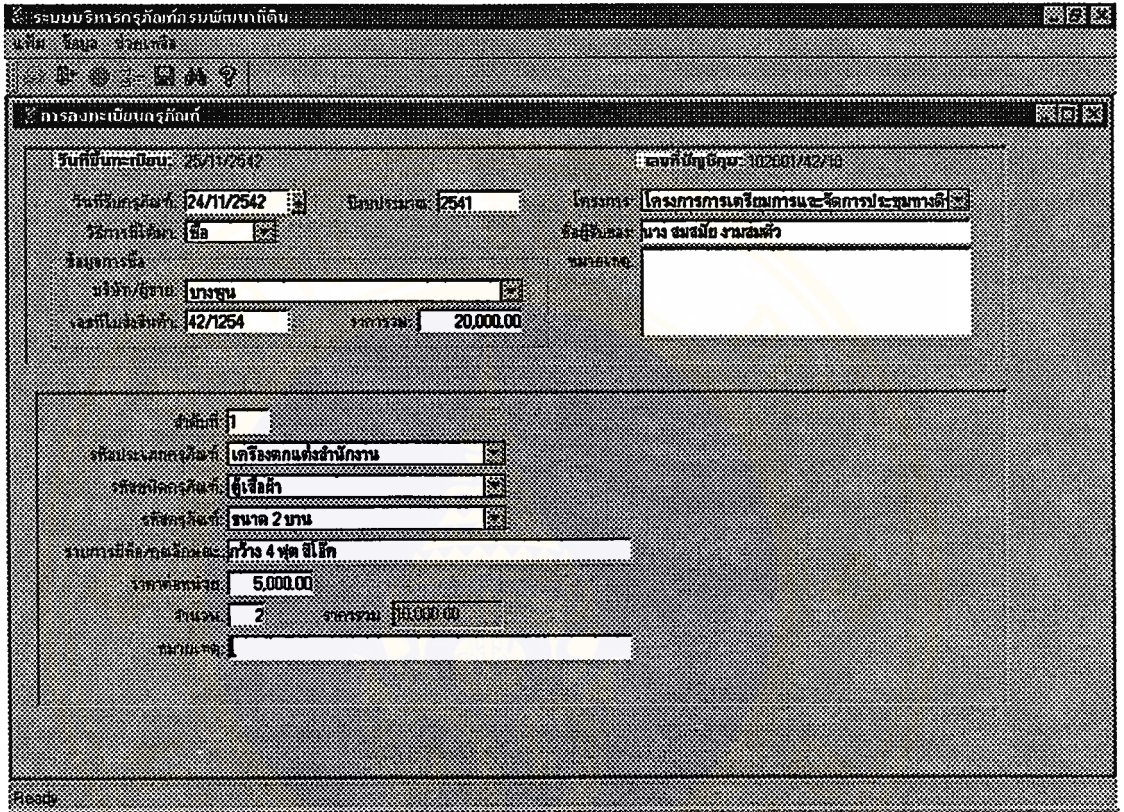 ระบบบริหารครุภัณฑ์กรมพัฒนาที่ดิน
แฟ้ม ข้อมูล ช่วยเหลือ
การลงทะเบียนครุภัณฑ์
วันที่ขึ้นทะเบียน: 25/11/2542 เลขที่บัญชีคุม: 102001/42/10
วันที่รับครุภัณฑ์: 24/11/2542 ปีงบประมาณ: 2541 โครงการ: โครงการการเตรียมการและจัดการประชุมทางดิ
วิธีการที่ได้มา: ซื้อ ชื่อผู้รับของ: นาง สมสมัย งามสมตัว
ข้อมูลการซื้อ หมายเหตุ:
บริษัท/ผู้ขาย: บางพูน
เลขที่ใบสั่งสินค้า: 42/1254 ราคารวม: 20,000.00
ลำดับที่: 1
รหัสประเภทครุภัณฑ์: เครื่องตกแต่งสำนักงาน
รหัสชนิดครุภัณฑ์: ตู้เสื้อผ้า
รหัสครุภัณฑ์: ขนาด 2 บาน
รายการยี่ห้อ/คุณลักษณะ: กว้าง 4 ฟุต สีโอ๊ก
ราคาต่อหน่วย: 5,000.00
จำนวน: 2 ราคารวม: 10,000.00
หมายเหตุ:
Ready